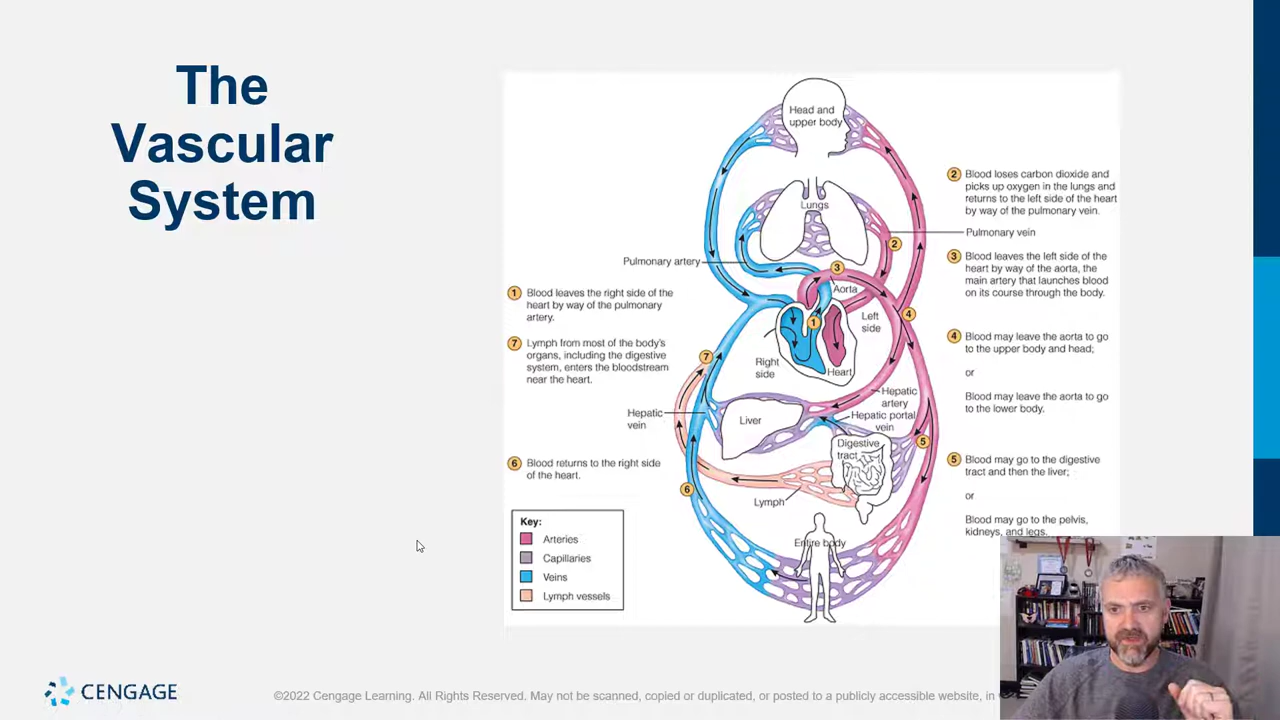 The
Vascular
System
Head and
upper body
Lungs
Pulmonary artery
2 Blood loses carbon dioxide and
picks up oxygen in the lungs and
returns to the left side of the heart
by way of the pulmonary vein.
Pulmonary vein
2
3
Aorta
3 Blood leaves the left side of the
heart by way of the aorta, the
main artery that launches blood
on its course through the body.
1 Blood leaves the right side of the
heart by way of the pulmonary
artery.
1
Left
side
4
4 Blood may leave the aorta to go
to the upper body and head;
or
Blood may leave the aorta to go
to the lower body.
7 Lymph from most of the body's
organs, including the digestive
system, enters the bloodstream
near the heart.
7
Right
side
Heart
Hepatic
artery
Hepatic portal
vein
Hepatic
vein
Liver
Digestive
tract
5
5 Blood may go to the digestive
tract and then the liver;
or
Blood may go to the pelvis,
kidneys, and legs.
6 Blood returns to the right side
of the heart.
6
Lymph
Entire body
Key:
Arteries
Capillaries
Veins
Lymph vessels
CENGAGE
©2022 Cengage Learning. All Rights Reserved. May not be scanned, copied or duplicated, or posted to a publicly accessible website, in